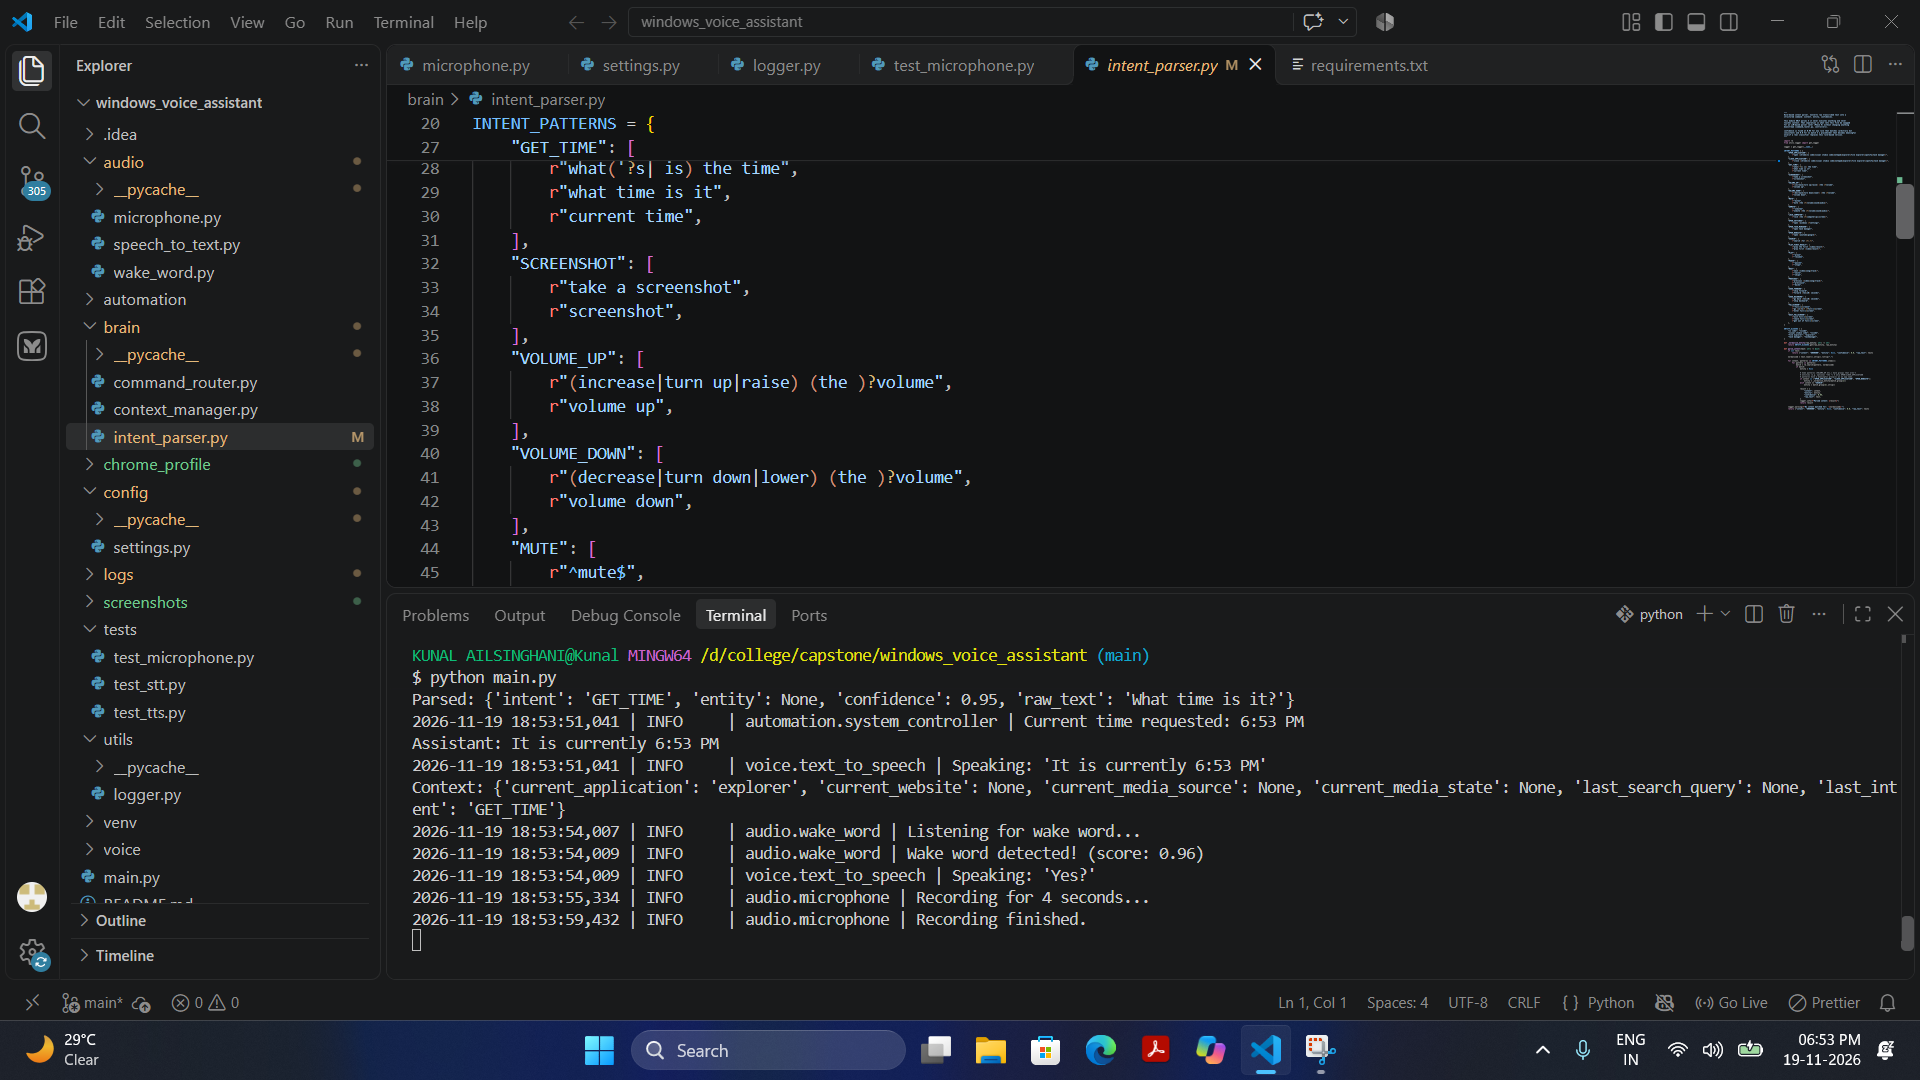 File Edit Selection View Go Run Terminal Help
windows_voice_assistant
Explorer
windows_voice_assistant
.idea
audio
__pycache__
microphone.py
speech_to_text.py
wake_word.py
automation
brain
__pycache__
command_router.py
context_manager.py
intent_parser.py M
chrome_profile
config
__pycache__
settings.py
logs
screenshots
tests
test_microphone.py
test_stt.py
test_tts.py
utils
__pycache__
logger.py
venv
voice
main.py
README.md
Outline
Timeline
305
microphone.py settings.py logger.py test_microphone.py intent_parser.py M requirements.txt
brain > intent_parser.py
20 INTENT_PATTERNS = {
27 "GET_TIME": [
28 r"what('?s| is) the time",
29 r"what time is it",
30 r"current time",
31 ],
32 "SCREENSHOT": [
33 r"take a screenshot",
34 r"screenshot",
35 ],
36 "VOLUME_UP": [
37 r"(increase|turn up|raise) (the )?volume",
38 r"volume up",
39 ],
40 "VOLUME_DOWN": [
41 r"(decrease|turn down|lower) (the )?volume",
42 r"volume down",
43 ],
44 "MUTE": [
45 r"^mute$",
Problems Output Debug Console Terminal Ports
python
KUNAL AILSINGHANI@Kunal MINGW64 /d/college/capstone/windows_voice_assistant (main)
$ python main.py
Parsed: {'intent': 'GET_TIME', 'entity': None, 'confidence': 0.95, 'raw_text': 'What time is it?'}
2026-11-19 18:53:51,041 | INFO | automation.system_controller | Current time requested: 6:53 PM
Assistant: It is currently 6:53 PM
2026-11-19 18:53:51,041 | INFO | voice.text_to_speech | Speaking: 'It is currently 6:53 PM'
Context: {'current_application': 'explorer', 'current_website': None, 'current_media_source': None, 'current_media_state': None, 'last_search_query': None, 'last_int
ent': 'GET_TIME'}
2026-11-19 18:53:54,007 | INFO | audio.wake_word | Listening for wake word...
2026-11-19 18:53:54,009 | INFO | audio.wake_word | Wake word detected! (score: 0.96)
2026-11-19 18:53:54,009 | INFO | voice.text_to_speech | Speaking: 'Yes?'
2026-11-19 18:53:55,334 | INFO | audio.microphone | Recording for 4 seconds...
2026-11-19 18:53:59,432 | INFO | audio.microphone | Recording finished.
main* 0 0 Ln 1, Col 1 Spaces: 4 UTF-8 CRLF { } Python Go Live Prettier
29°C
Clear
Search
ENG
IN
06:53 PM
19-11-2026